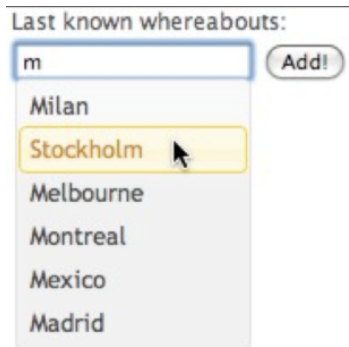 Last known whereabouts:
m Add!
Milan
Stockholm
Melbourne
Montreal
Mexico
Madrid